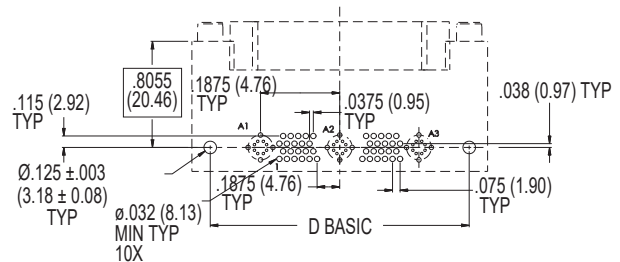 .8055
(20.46)
.1875 (4.76)
TYP
.038 (0.97) TYP
.115 (2.92)
TYP
.0375 (0.95)
TYP
A1
A2
A3
Ø.125 ±.003
(3.18 ± 0.08)
TYP
.1875 (4.76)
TYP
.075 (1.90)
TYP
ø.032 (8.13)
MIN TYP
10X
D BASIC